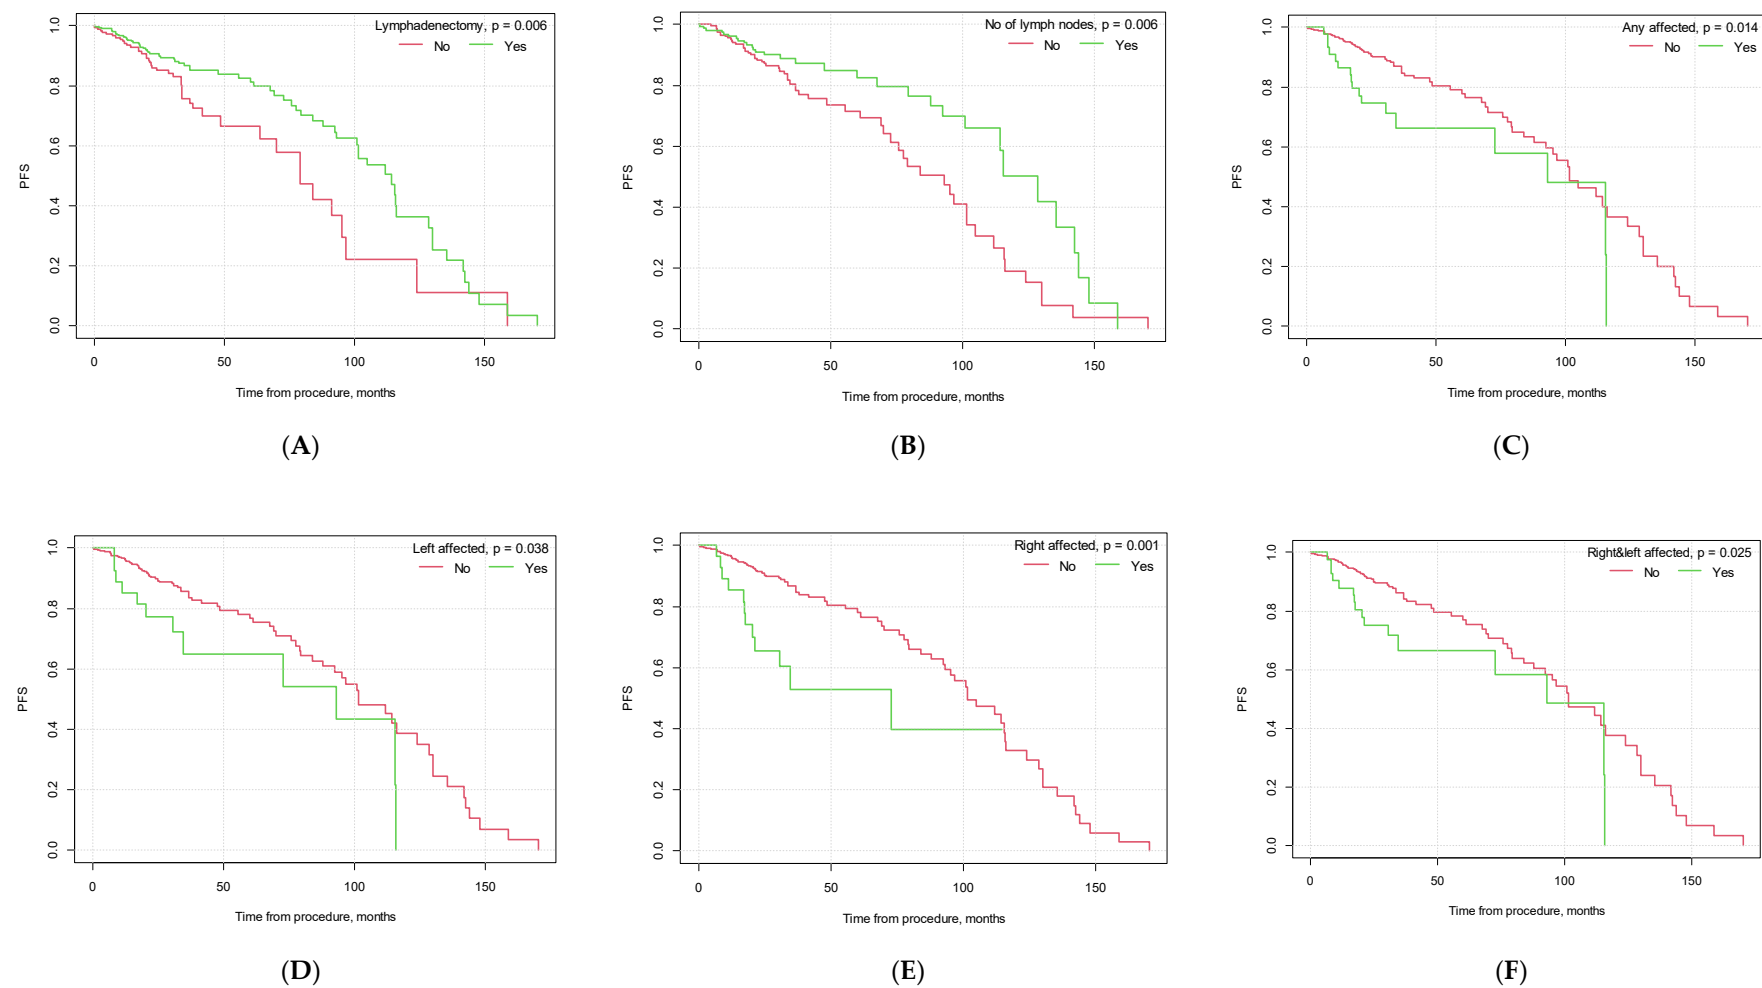 Lymphadenectomy, p = 0.006
No Yes
PFS
0.0 0.2 0.4 0.6 0.8 1.0
0 50 100 150
Time from procedure, months
(A)
No of lymph nodes, p = 0.006
No Yes
PFS
0.0 0.2 0.4 0.6 0.8 1.0
0 50 100 150
Time from procedure, months
(B)
Any affected, p = 0.014
No Yes
PFS
0.0 0.2 0.4 0.6 0.8 1.0
0 50 100 150
Time from procedure, months
(C)
Left affected, p = 0.038
No Yes
PFS
0.0 0.2 0.4 0.6 0.8 1.0
0 50 100 150
Time from procedure, months
(D)
Right affected, p = 0.001
No Yes
PFS
0.0 0.2 0.4 0.6 0.8 1.0
0 50 100 150
Time from procedure, months
(E)
Right&left affected, p = 0.025
No Yes
PFS
0.0 0.2 0.4 0.6 0.8 1.0
0 50 100 150
Time from procedure, months
(F)